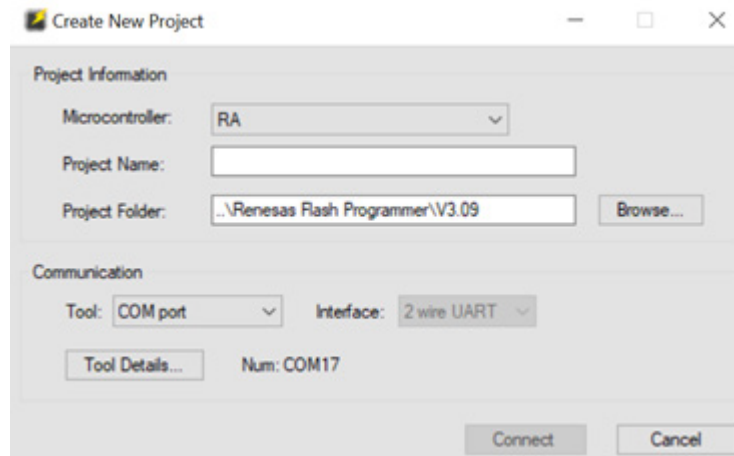 Create New Project
Project Information
Microcontroller: RA
Project Name:
Project Folder: ..\Renesas Flash Programmer\V3.09 Browse...
Communication
Tool: COM port Interface: 2 wire UART
Tool Details... Num: COM17
Connect Cancel